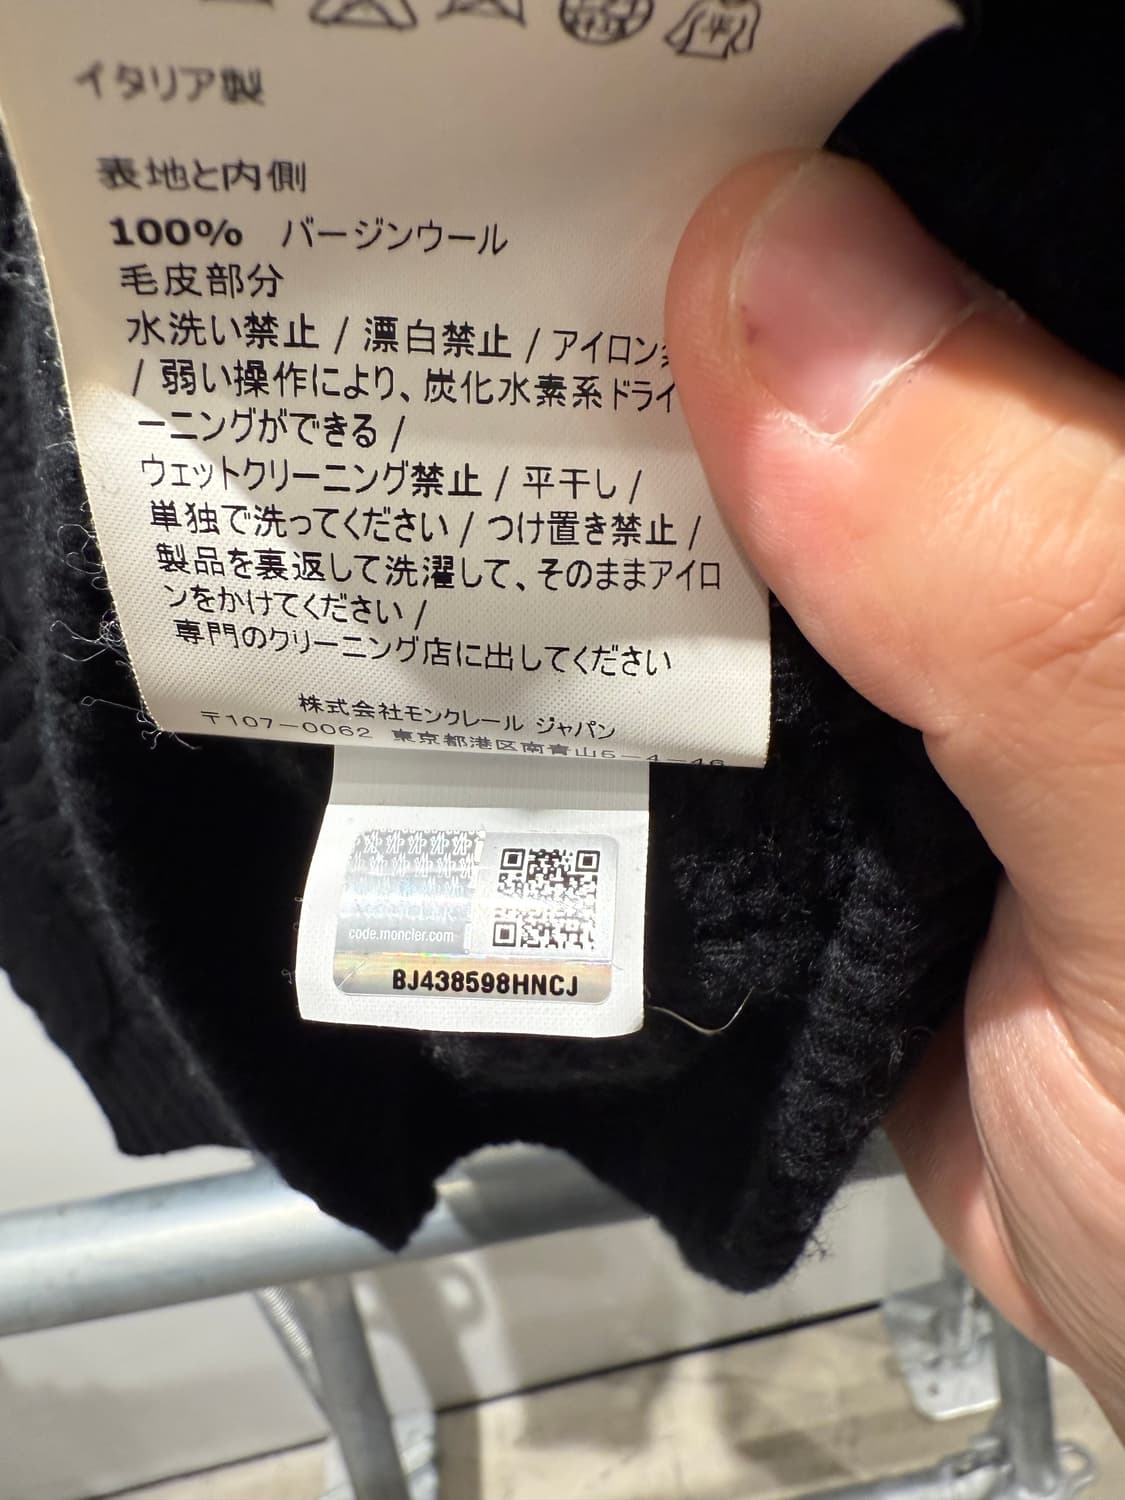 イタリア製
表地と内側
100% バージンウール
毛皮部分
水洗い禁止 / 漂白禁止 / アイロン
/ 弱い操作により、炭化水素系ドライ
ーニングができる /
ウェットクリーニング禁止 / 平干し /
単独で洗ってください / つけ置き禁止 /
製品を裏返して洗濯して、そのままアイロ
ンをかけてください /
専門のクリーニング店に出してください
株式会社モンクレール ジャパン
〒107-0062 東京都港区南青山5-4-46
code.moncler.com
BJ438598HNCJ